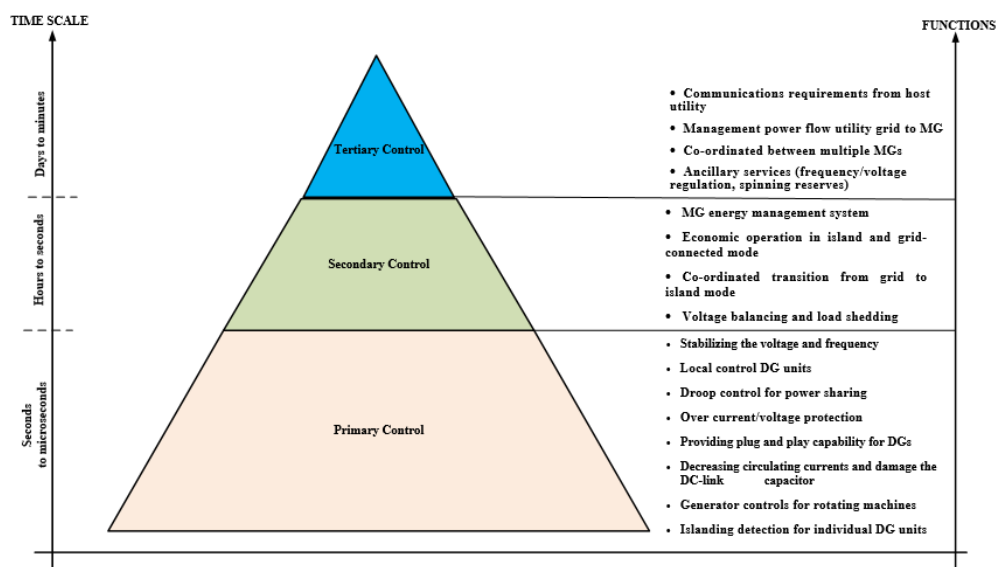 TIME SCALE
FUNCTIONS
Days to minutes
Hours to seconds
Seconds
to microseconds
Tertiary Control
Secondary Control
Primary Control
• Communications requirements from host
utility
• Management power flow utility grid to MG
• Co-ordinated between multiple MGs
• Ancillary services (frequency/voltage
regulation, spinning reserves)
• MG energy management system
• Economic operation in island and grid-
connected mode
• Co-ordinated transition from grid to
island mode
• Voltage balancing and load shedding
• Stabilizing the voltage and frequency
• Local control DG units
• Droop control for power sharing
• Over current/voltage protection
• Providing plug and play capability for DGs
• Decreasing circulating currents and damage the
DC-link capacitor
• Generator controls for rotating machines
• Islanding detection for individual DG units